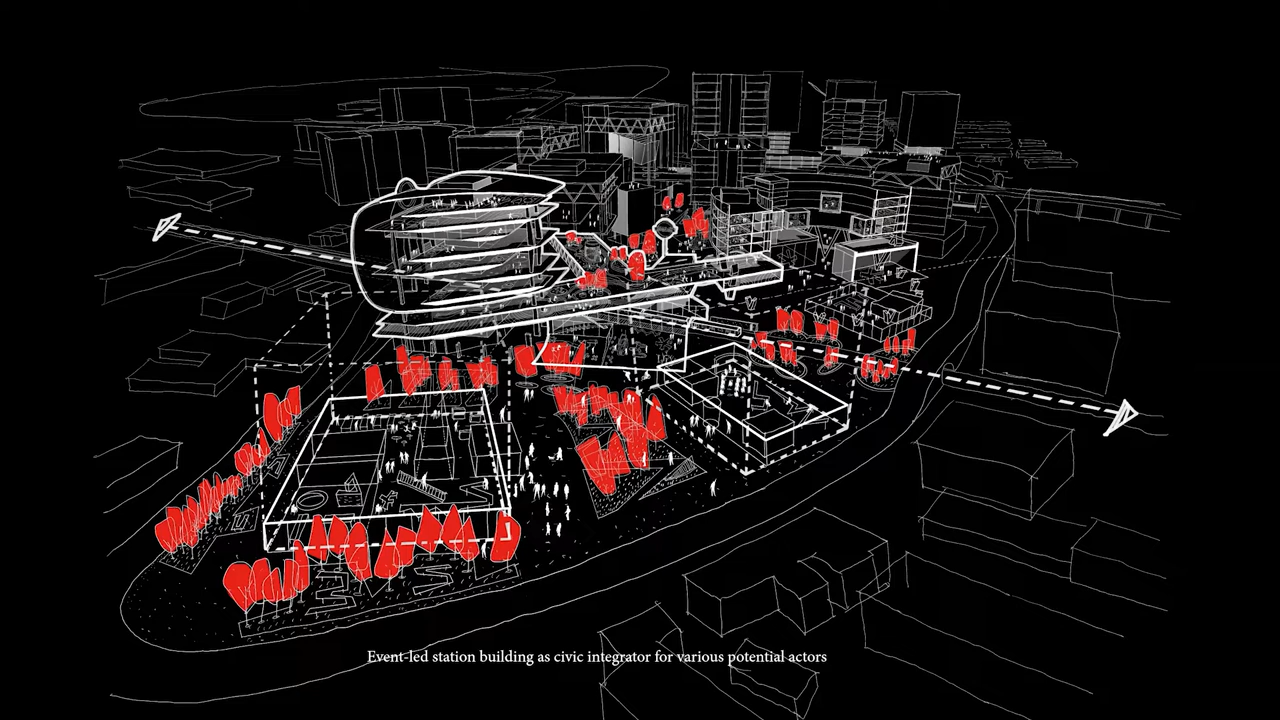 Event-led station building as civic integrator for various potential actors